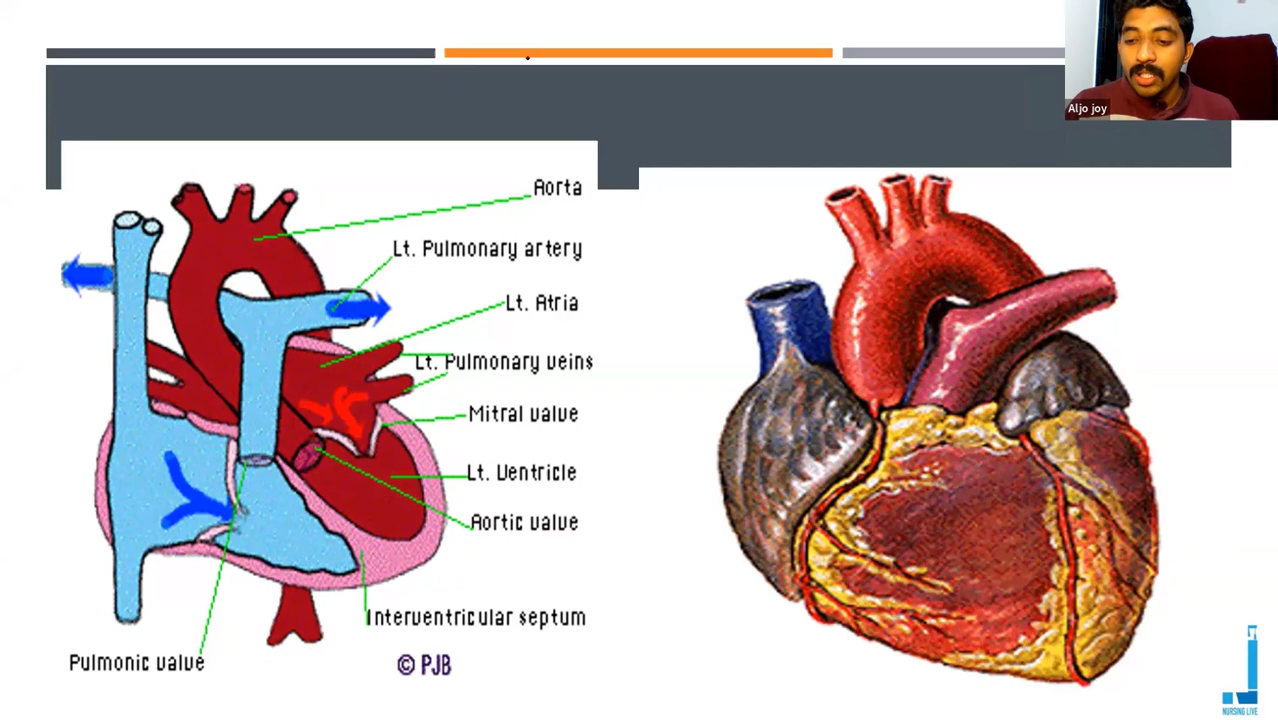 Aljo joy
Aorta
Lt. Pulmonary artery
Lt. Atria
Lt. Pulmonary veins
Mitral valve
Lt. Ventricle
Aortic valve
Interventricular septum
Pulmonic valve
© PJB
NURSING LIVE